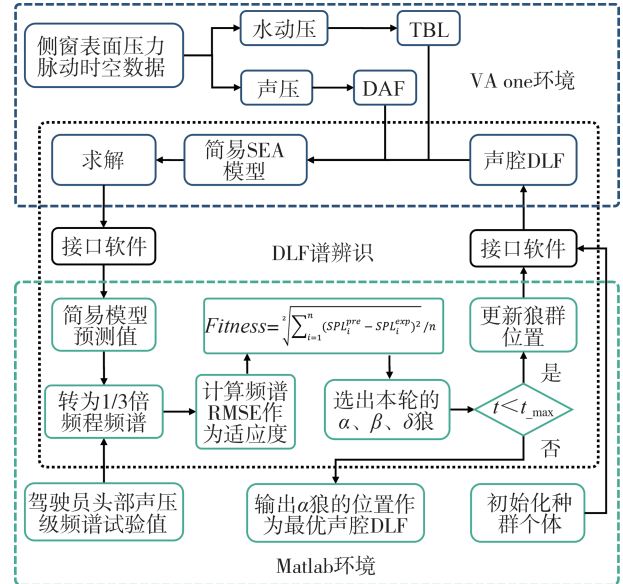 侧窗表面压力
脉动时空数据
水动压
TBL
声压
DAF
VA one环境
求解
简易SEA
模型
声腔DLF
接口软件
DLF谱辨识
接口软件
简易模型
预测值
Fitness=\sqrt[2]{\sum_{i=1}^{n}(SPL_i^{pre}-SPL_i^{exp})^2/n}
更新狼群
位置
转为1/3倍
频程频谱
计算频谱
RMSE作
为适应度
选出本轮的
α、β、δ狼
t＜t_max
是
否
驾驶员头部声压
级频谱试验值
输出α狼的位置作
为最优声腔DLF
初始化种
群个体
Matlab环境